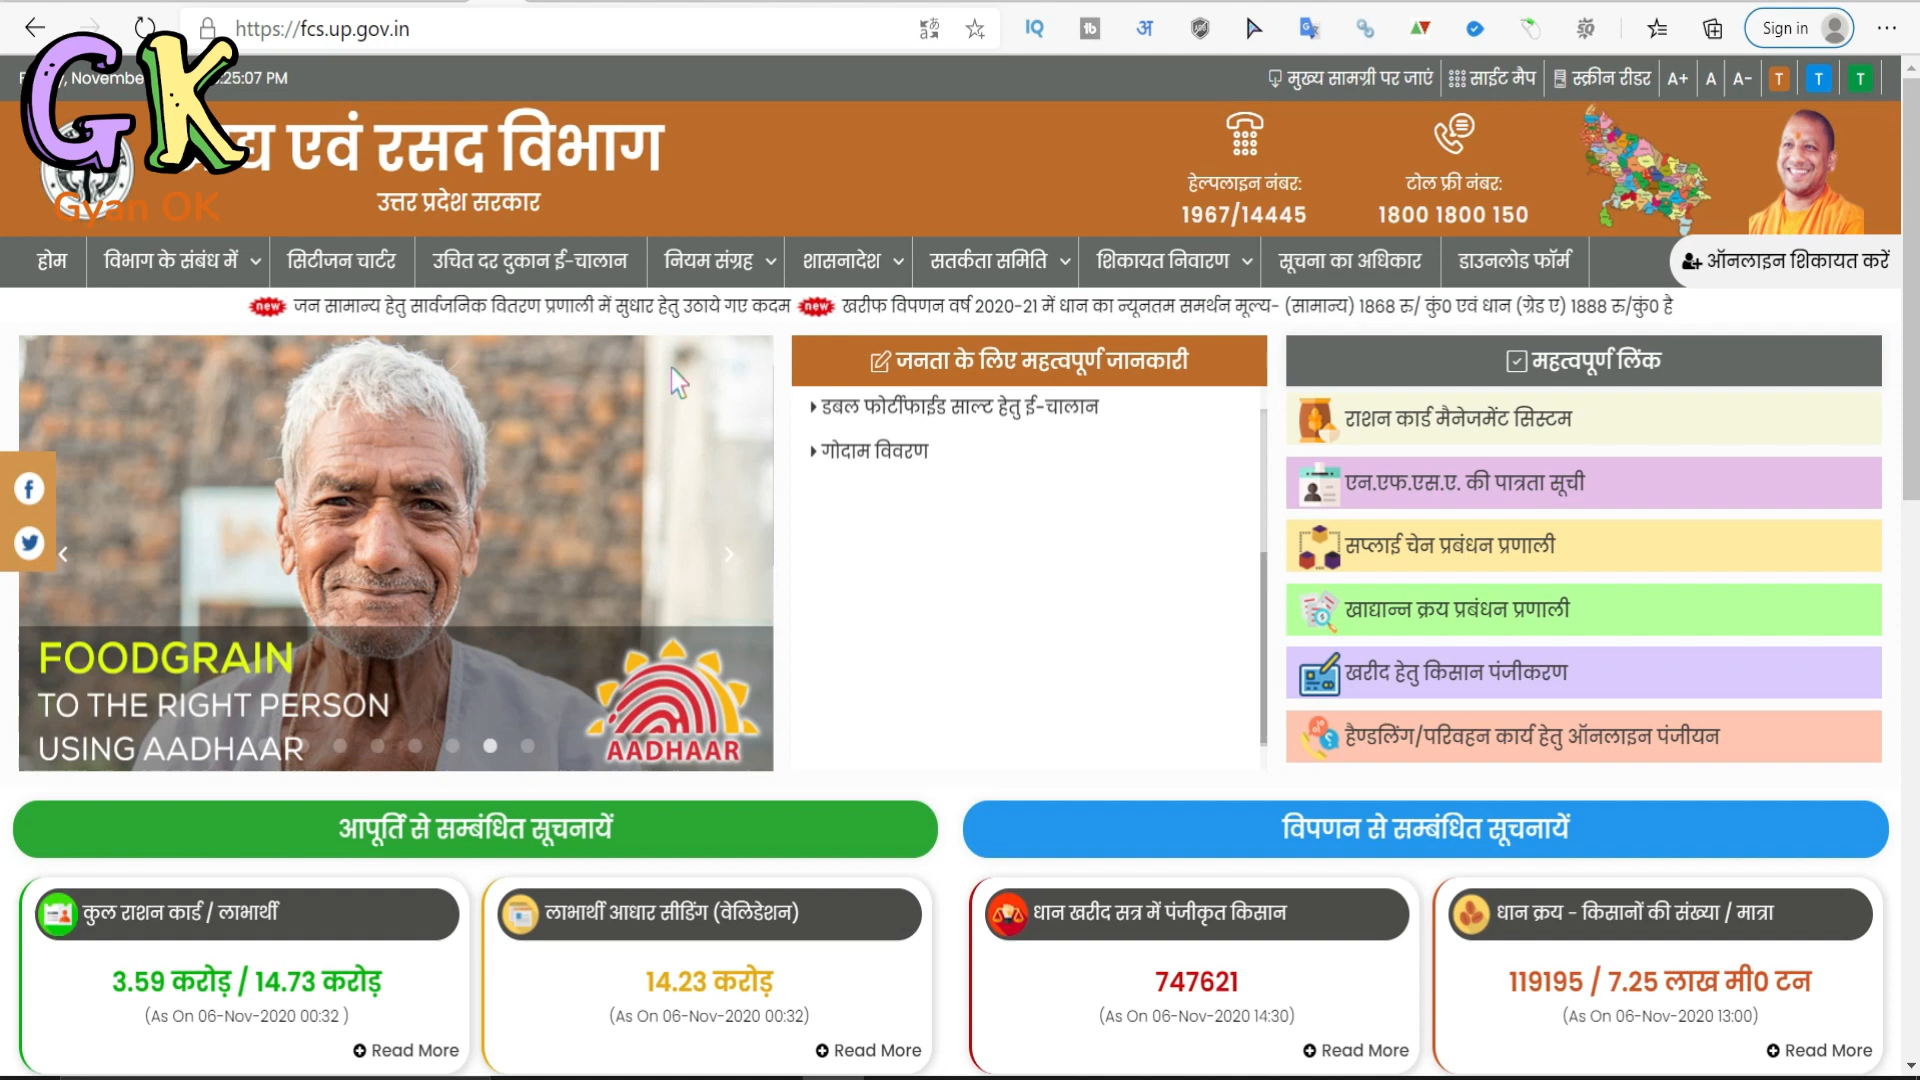 https://fcs.up.gov.in
Sign in
, Novembe :25:07 PM
मुख्य सामग्री पर जाएं
साईट मैप
स्क्रीन रीडर
A+
A
A-
T
T
T
GK
Gyan OK
एवं रसद विभाग
उत्तर प्रदेश सरकार
हेल्पलाइन नंबर:
1967/14445
टोल फ्री नंबर:
1800 1800 150
होम
विभाग के संबंध में
सिटीजन चार्टर
उचित दर दुकान ई-चालान
नियम संग्रह
शासनादेश
सतर्कता समिति
शिकायत निवारण
सूचना का अधिकार
डाउनलोड फॉर्म
ऑनलाइन शिकायत करें
new जन सामान्य हेतु सार्वजनिक वितरण प्रणाली में सुधार हेतु उठाये गए कदम new खरीफ विपणन वर्ष 2020-21 में धान का न्यूनतम समर्थन मूल्य- (सामान्य) 1868 रु/ कुं0 एवं धान (ग्रेड ए) 1888 रु/कुं0 है
FOODGRAIN
TO THE RIGHT PERSON
USING AADHAAR
AADHAAR
जनता के लिए महत्वपूर्ण जानकारी
डबल फोर्टीफाईड साल्ट हेतु ई-चालान
गोदाम विवरण
महत्वपूर्ण लिंक
राशन कार्ड मैनेजमेंट सिस्टम
एन.एफ.एस.ए. की पात्रता सूची
सप्लाई चेन प्रबंधन प्रणाली
खाद्यान्न क्रय प्रबंधन प्रणाली
खरीद हेतु किसान पंजीकरण
हैण्डलिंग/परिवहन कार्य हेतु ऑनलाइन पंजीयन
आपूर्ति से सम्बंधित सूचनायें
विपणन से सम्बंधित सूचनायें
कुल राशन कार्ड / लाभार्थी
3.59 करोड़ / 14.73 करोड़
(As On 06-Nov-2020 00:32 )
Read More
लाभार्थी आधार सीडिंग (वेलिडेशन)
14.23 करोड़
(As On 06-Nov-2020 00:32)
Read More
धान खरीद सत्र में पंजीकृत किसान
747621
(As On 06-Nov-2020 14:30)
Read More
धान क्रय - किसानों की संख्या / मात्रा
119195 / 7.25 लाख मी0 टन
(As On 06-Nov-2020 13:00)
Read More